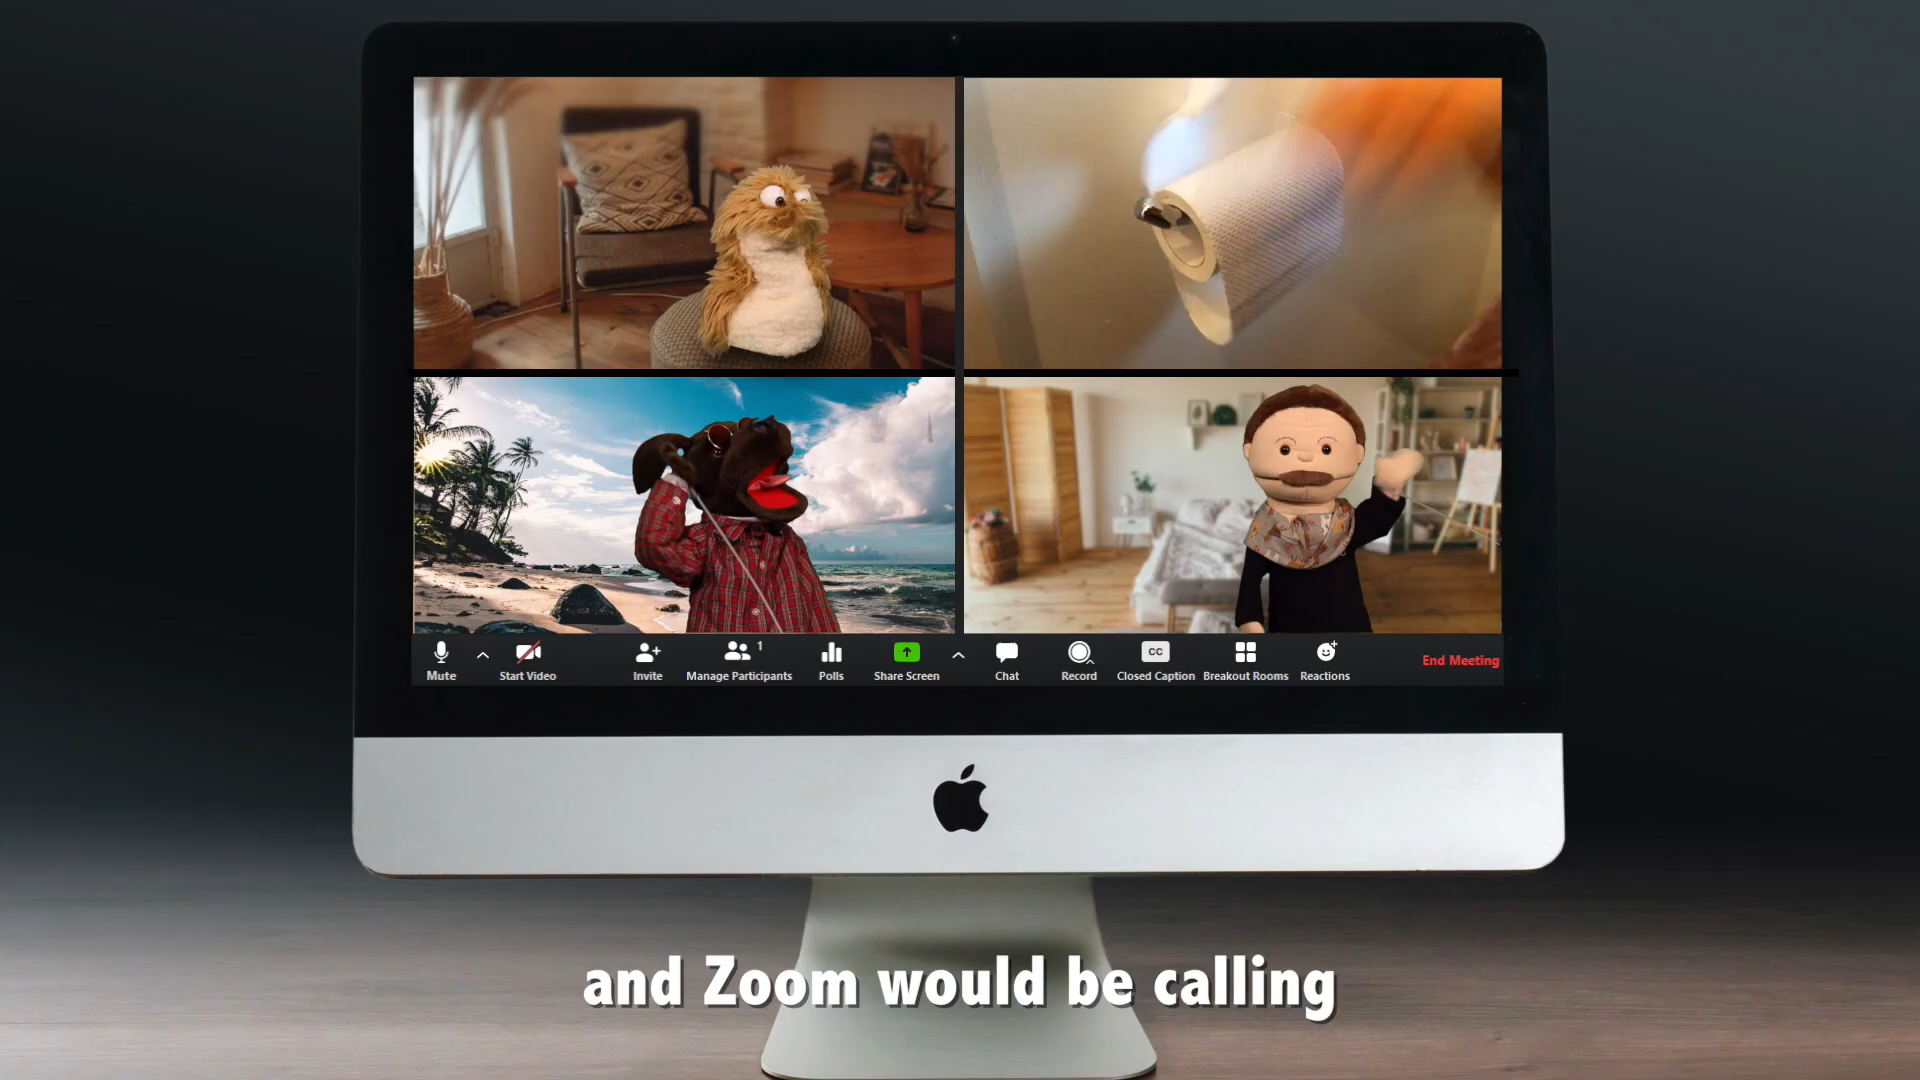 1
Mute
Start Video
Invite
Manage Participants
Polls
Share Screen
Chat
Record
CC
Closed Caption
Breakout Rooms
Reactions
End Meeting
and Zoom would be calling